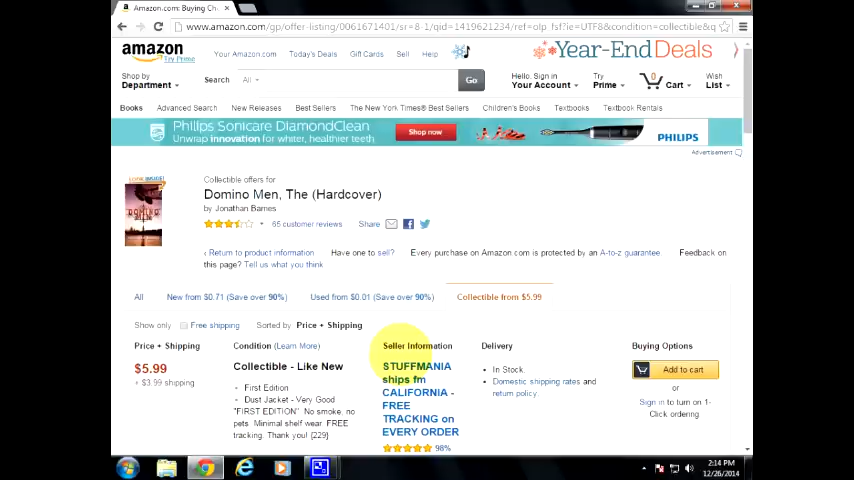 Amazon.com: Buying Ch
www.amazon.com/gp/offer-listing/0061671401/sr=8-1/qid=1419621234/ref=olp_fsf?ie=UTF8&condition=collectible&q
amazon
Try Prime
Your Amazon.com Today's Deals Gift Cards Sell Help
Year-End Deals
Shop by
Department
Search All Go
Hello. Sign in
Your Account
Try
Prime
0
Cart
Wish
List
Books Advanced Search New Releases Best Sellers The New York Times® Best Sellers Children's Books Textbooks Textbook Rentals
Philips Sonicare DiamondClean
Unwrap innovation for whiter, healthier teeth
Shop now
PHILIPS
Advertisement
DOMINO
MEN
Collectible offers for
Domino Men, The (Hardcover)
by Jonathan Barnes
65 customer reviews Share
‹ Return to product information Have one to sell? Every purchase on Amazon.com is protected by an A-to-z guarantee Feedback on
this page? Tell us what you think
All New from $0.71 (Save over 90%) Used from $0.01 (Save over 90%) Collectible from $5.99
Show only Free shipping Sorted by Price + Shipping
Price + Shipping Condition (Learn More) Seller Information Delivery Buying Options
$5.99
+ $3.99 shipping
Collectible - Like New
• First Edition
• Dust Jacket - Very Good
"FIRST EDITION" No smoke, no
pets. Minimal shelf wear. FREE
tracking. Thank you! {229}
STUFFMANIA
ships fm
CALIFORNIA -
FREE
TRACKING on
EVERY ORDER
98%
• In Stock.
• Domestic shipping rates and
return policy.
Add to cart
or
Sign in to turn on 1-
Click ordering
2:14 PM
12/26/2014